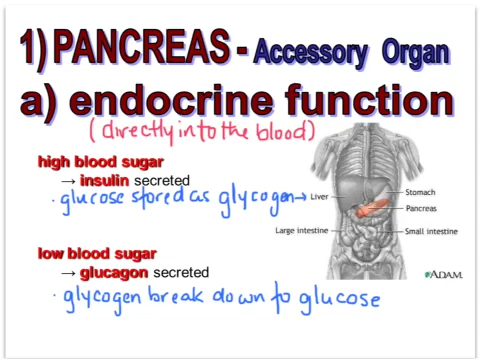 1) PANCREAS - Accessory Organ
a) endocrine function
(directly into the blood)
high blood sugar
→ insulin secreted
· glucose stored as glycogen →
Liver
Stomach
Pancreas
Large intestine
Small intestine
low blood sugar
→ glucagon secreted
· glycogen break down to glucose
ADAM.